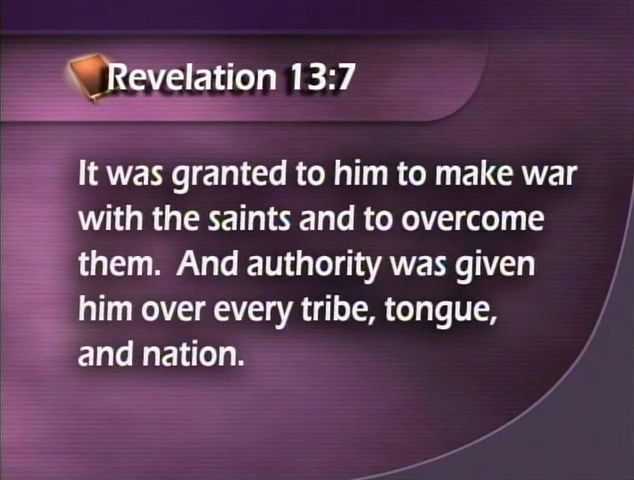 Revelation 13:7
It was granted to him to make war
with the saints and to overcome
them. And authority was given
him over every tribe, tongue,
and nation.